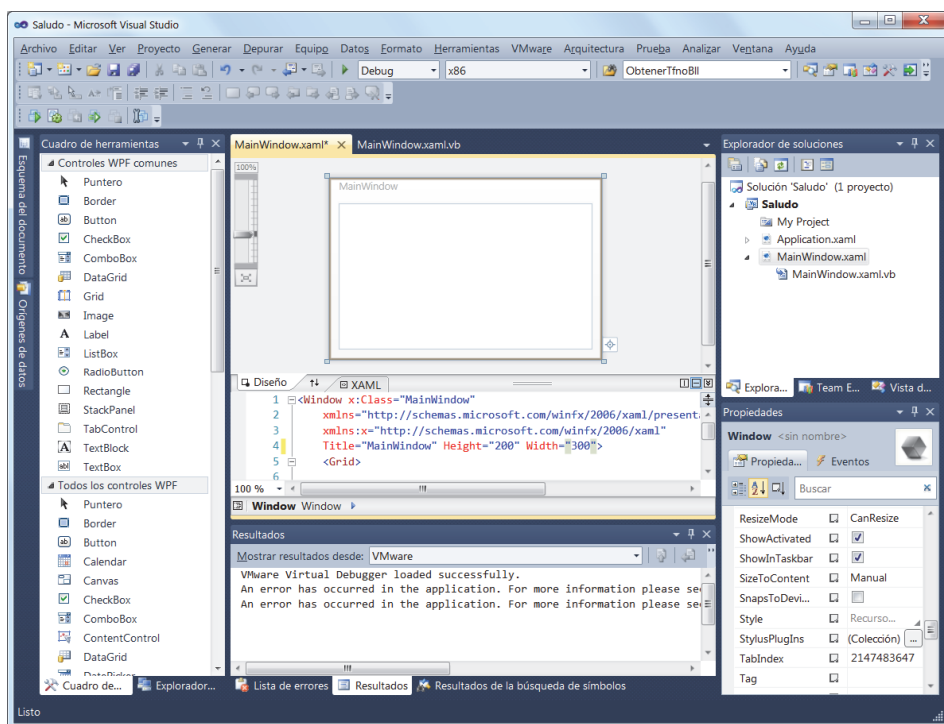 Saludo - Microsoft Visual Studio
Archivo Editar Ver Proyecto Generar Depurar Equipo Datos Formato Herramientas VMware Arquitectura Prueba Analizar Ventana Ayuda
Debug x86 ObtenerTfnoBll
Esquema del documento
Orígenes de datos
Cuadro de herramientas
Controles WPF comunes
Puntero
Border
Button
CheckBox
ComboBox
DataGrid
Grid
Image
Label
ListBox
RadioButton
Rectangle
StackPanel
TabControl
TextBlock
TextBox
Todos los controles WPF
Puntero
Border
Button
Calendar
Canvas
CheckBox
ComboBox
ContentControl
DataGrid
DatePicker
Cuadro de... Explorador...
MainWindow.xaml* MainWindow.xaml.vb
100%
MainWindow
Diseño XAML
1 <Window x:Class="MainWindow"
2 xmlns="http://schemas.microsoft.com/winfx/2006/xaml/present
3 xmlns:x="http://schemas.microsoft.com/winfx/2006/xaml"
4 Title="MainWindow" Height="200" Width="300">
5 <Grid>
6
100 %
Window Window
Resultados
Mostrar resultados desde: VMware
VMware Virtual Debugger loaded successfully.
An error has occurred in the application. For more information please see
An error has occurred in the application. For more information please see
Lista de errores Resultados Resultados de la búsqueda de símbolos
Explorador de soluciones
Solución 'Saludo' (1 proyecto)
Saludo
My Project
Application.xaml
MainWindow.xaml
MainWindow.xaml.vb
Explora... Team E... Vista d...
Propiedades
Window <sin nombre>
Propieda... Eventos
Buscar
ResizeMode CanResize
ShowActivated
ShowInTaskbar
SizeToContent Manual
SnapsToDevi...
Style Recurso...
StylusPlugIns (Colección) ...
TabIndex 2147483647
Tag
Listo